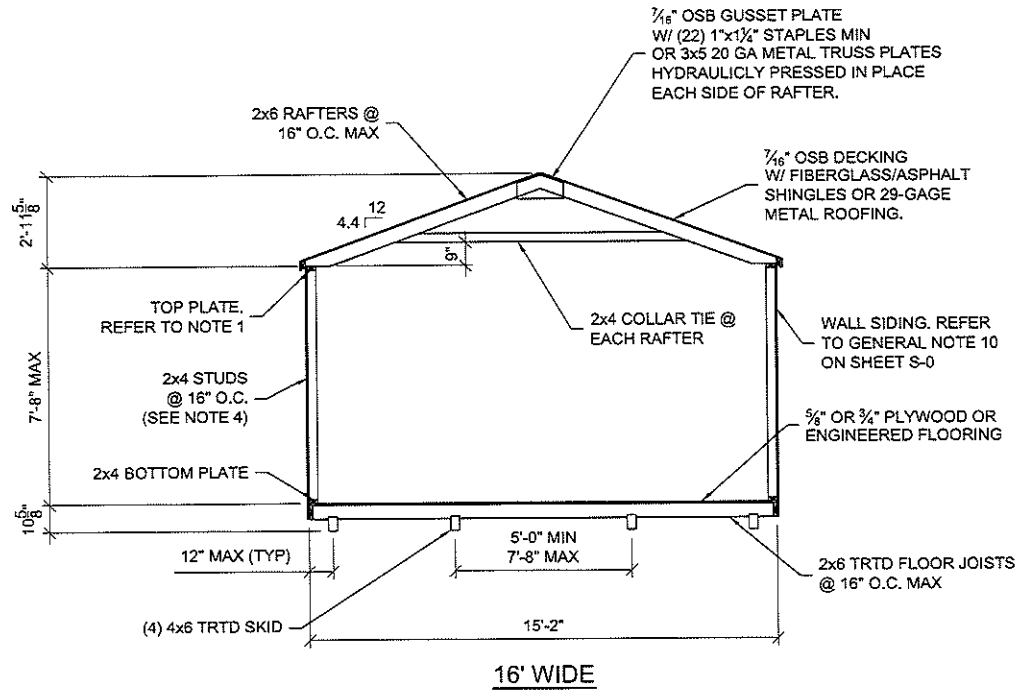 7/16" OSB GUSSET PLATE
W/ (22) 1"x1¼" STAPLES MIN
OR 3x5 20 GA METAL TRUSS PLATES
HYDRAULICLY PRESSED IN PLACE
EACH SIDE OF RAFTER.
2x6 RAFTERS @
16" O.C. MAX
7/16" OSB DECKING
W/ FIBERGLASS/ASPHALT
SHINGLES OR 29-GAGE
METAL ROOFING.
12
4.4
2'-11 5/8"
9"
TOP PLATE,
REFER TO NOTE 1
2x4 COLLAR TIE @
EACH RAFTER
WALL SIDING. REFER
TO GENERAL NOTE 10
ON SHEET S-0
7'-8" MAX
2x4 STUDS
@ 16" O.C.
(SEE NOTE 4)
⅝" OR ¾" PLYWOOD OR
ENGINEERED FLOORING
2x4 BOTTOM PLATE
10 5/8"
5'-0" MIN
7'-8" MAX
12" MAX (TYP)
2x6 TRTD FLOOR JOISTS
@ 16" O.C. MAX
(4) 4x6 TRTD SKID
15'-2"
16' WIDE